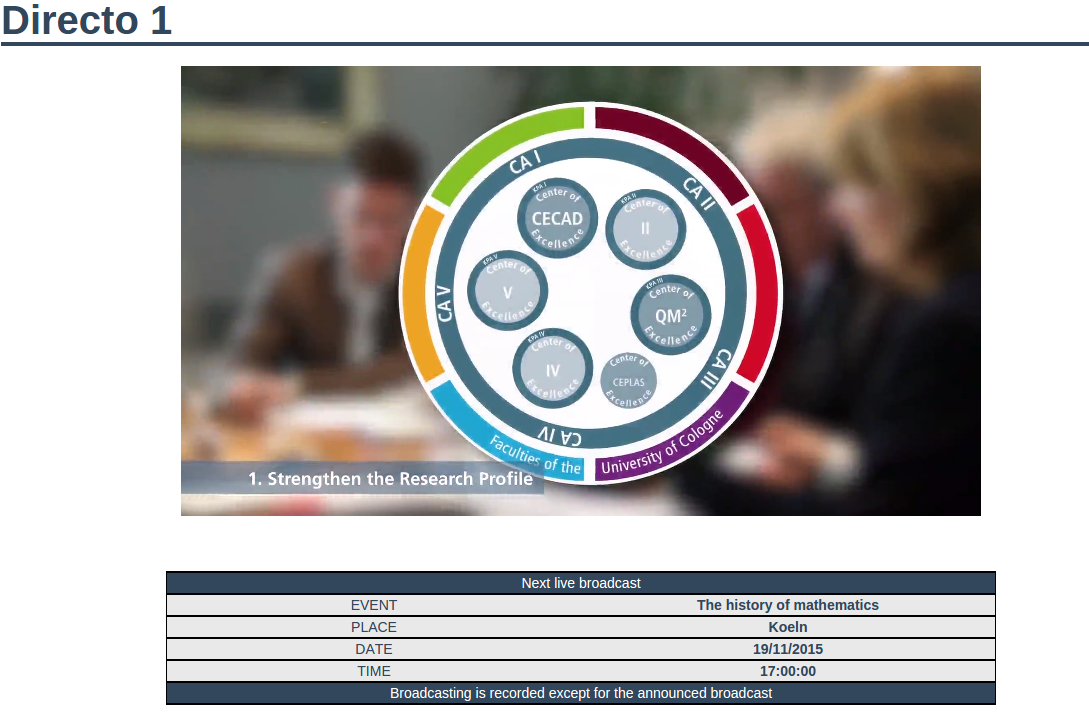 Directo 1
CA I
CA II
CA III
CA IV
CA V
KPA I
Center of
CECAD
Excellence
KPA II
Center of
II
Excellence
KPA III
Center of
QM²
Excellence
Center of
CEPLAS
Excellence
KPA IV
Center of
IV
Excellence
KPA V
Center of
V
Excellence
Faculties of the University of Cologne
1. Strengthen the Research Profile
Next live broadcast
EVENT The history of mathematics
PLACE Koeln
DATE 19/11/2015
TIME 17:00:00
Broadcasting is recorded except for the announced broadcast